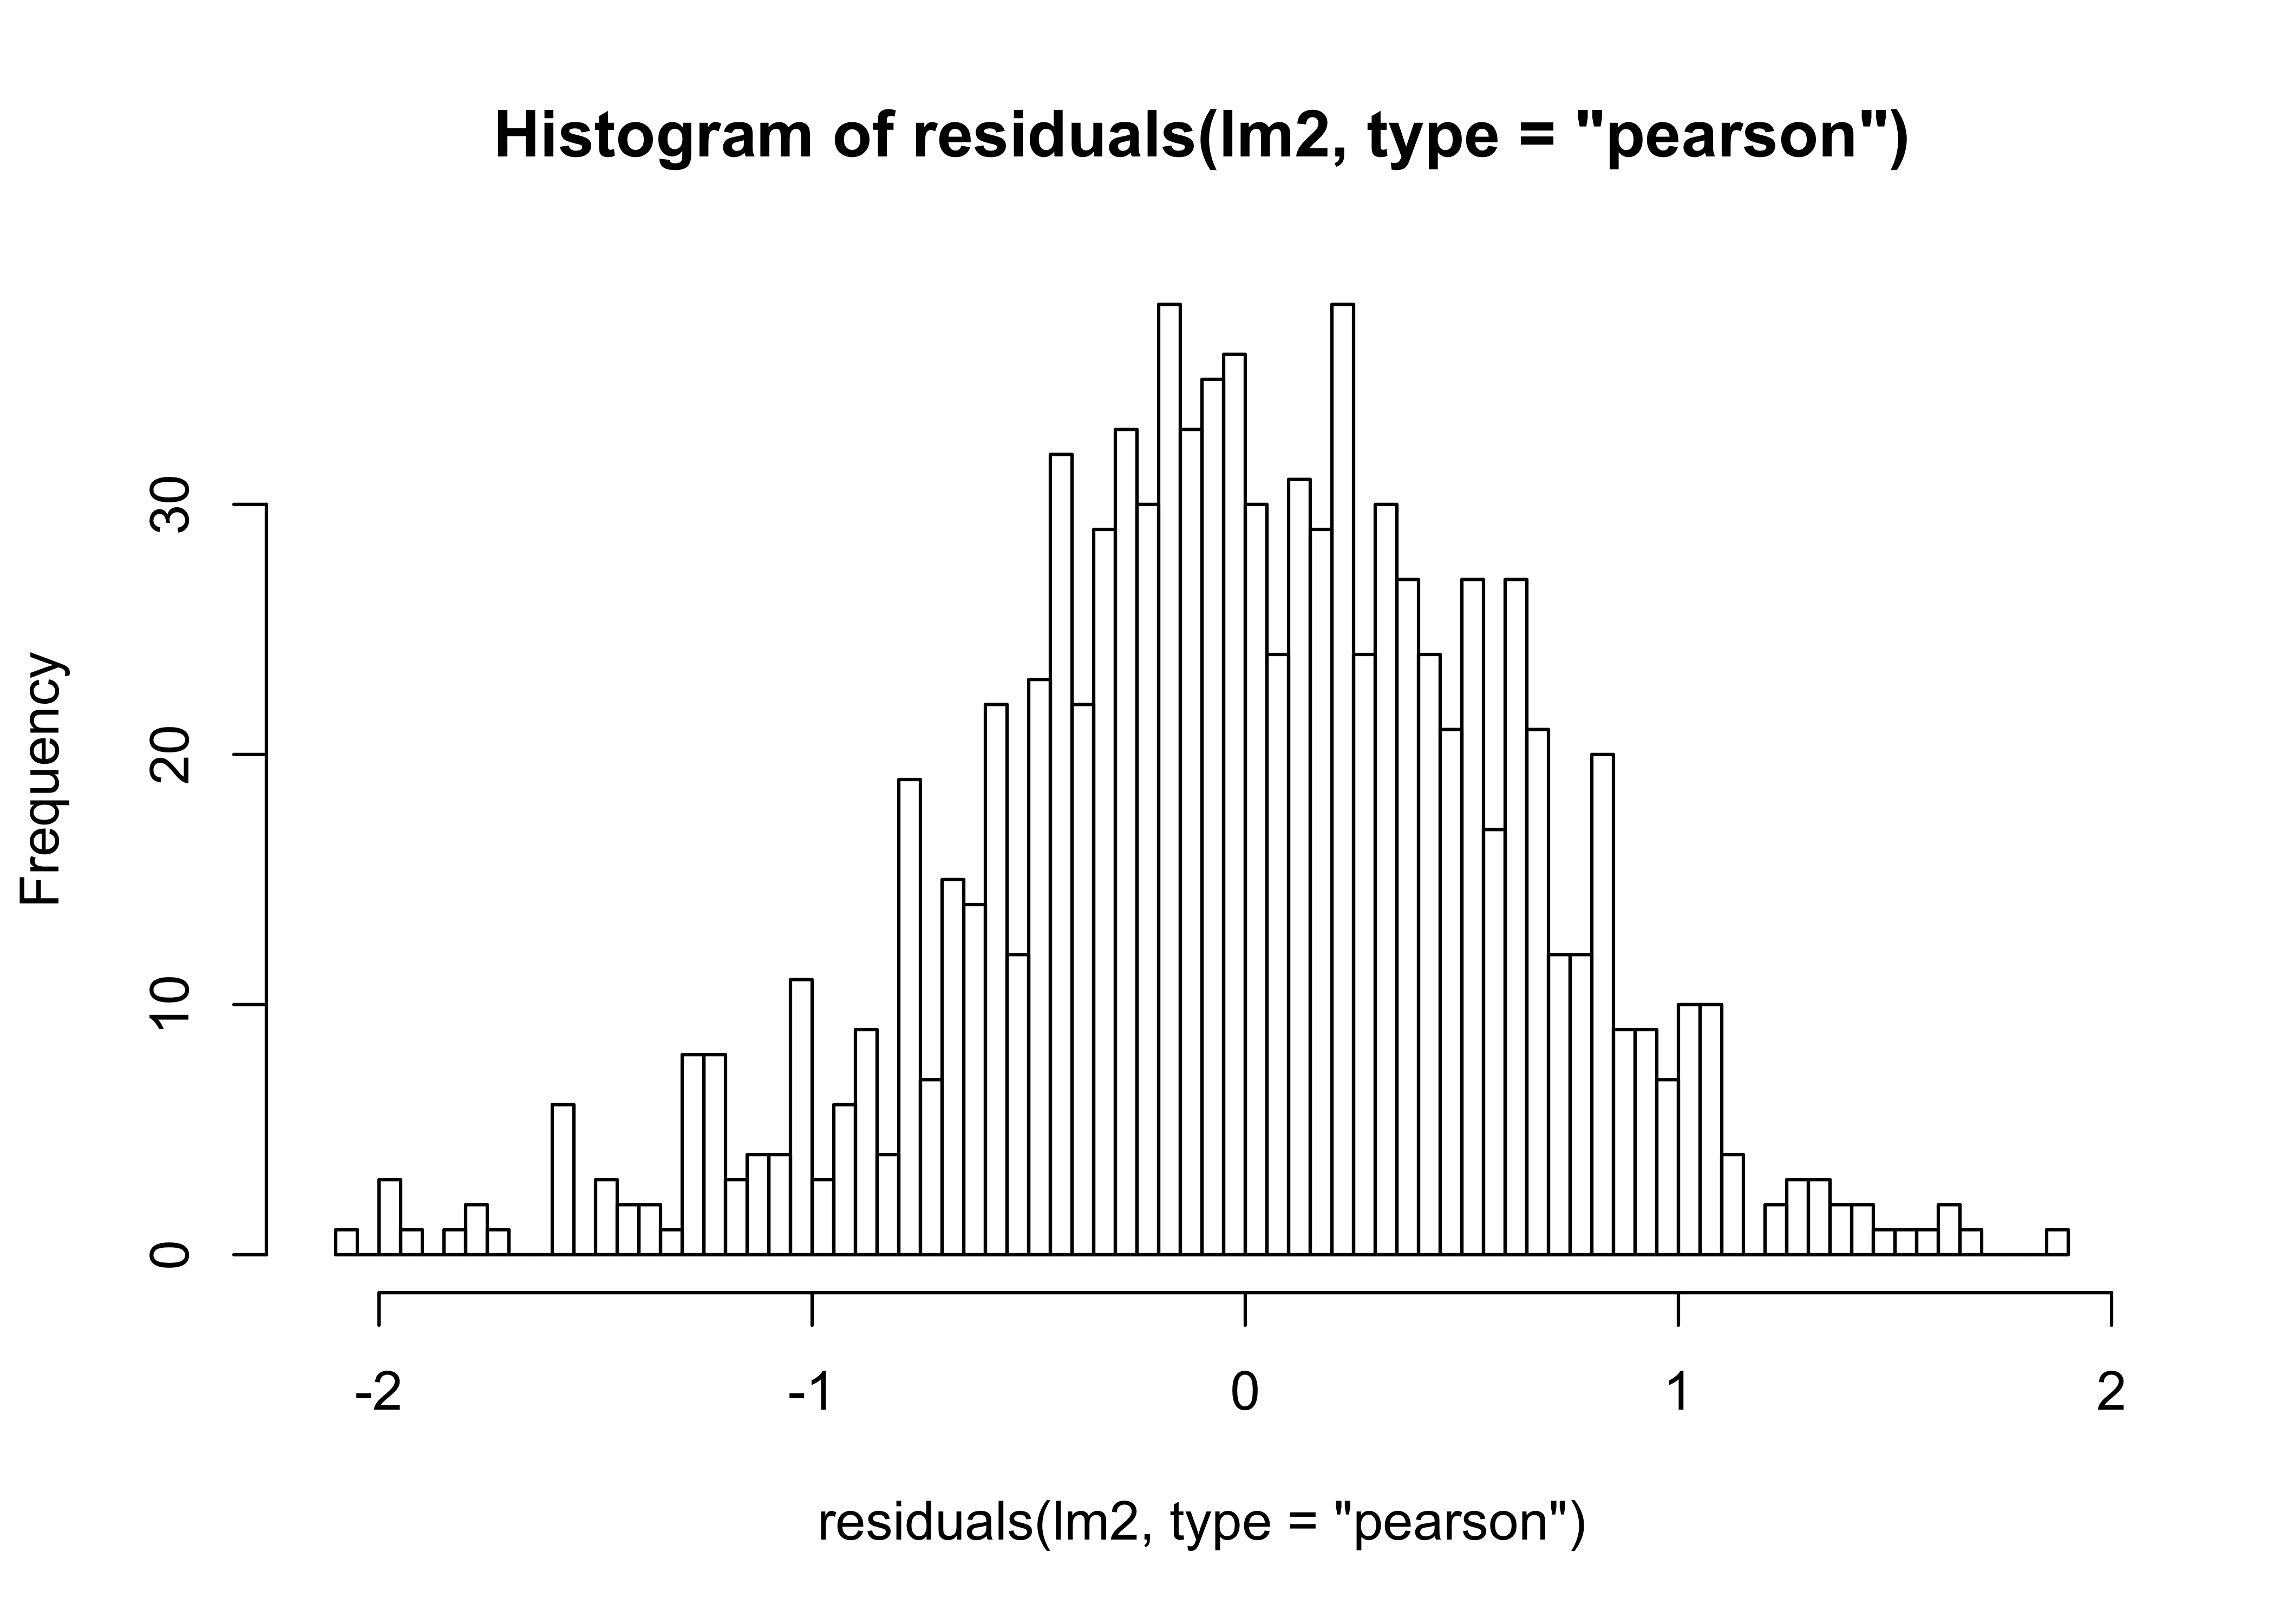 Histogram of residuals(lm2, type = "pearson")
Frequency
30
20
10
0
-2 -1 0 1 2
residuals(lm2, type = "pearson")